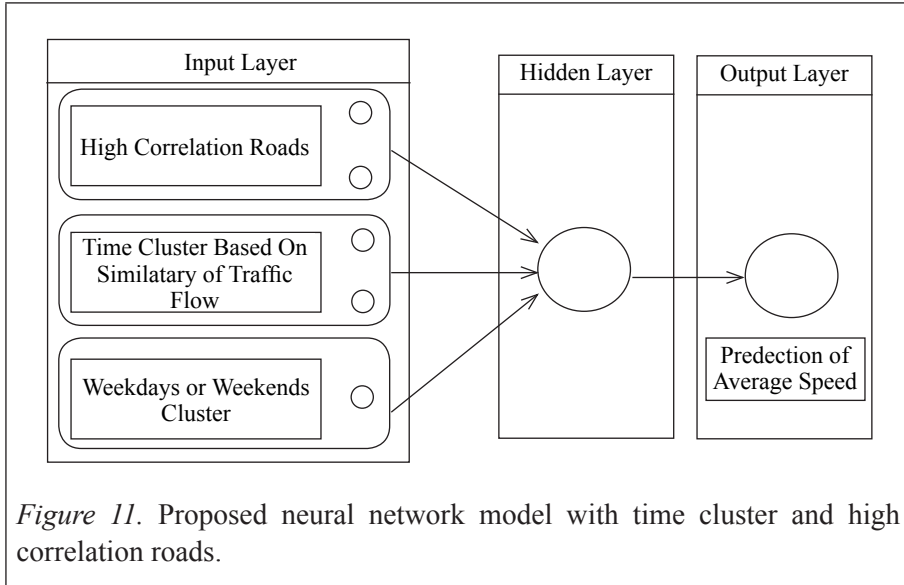 Input Layer
High Correlation Roads
Time Cluster Based On
Similatary of Traffic
Flow
Weekdays or Weekends
Cluster
Hidden Layer
Output Layer
Predection of
Average Speed
Figure 11. Proposed neural network model with time cluster and high
correlation roads.